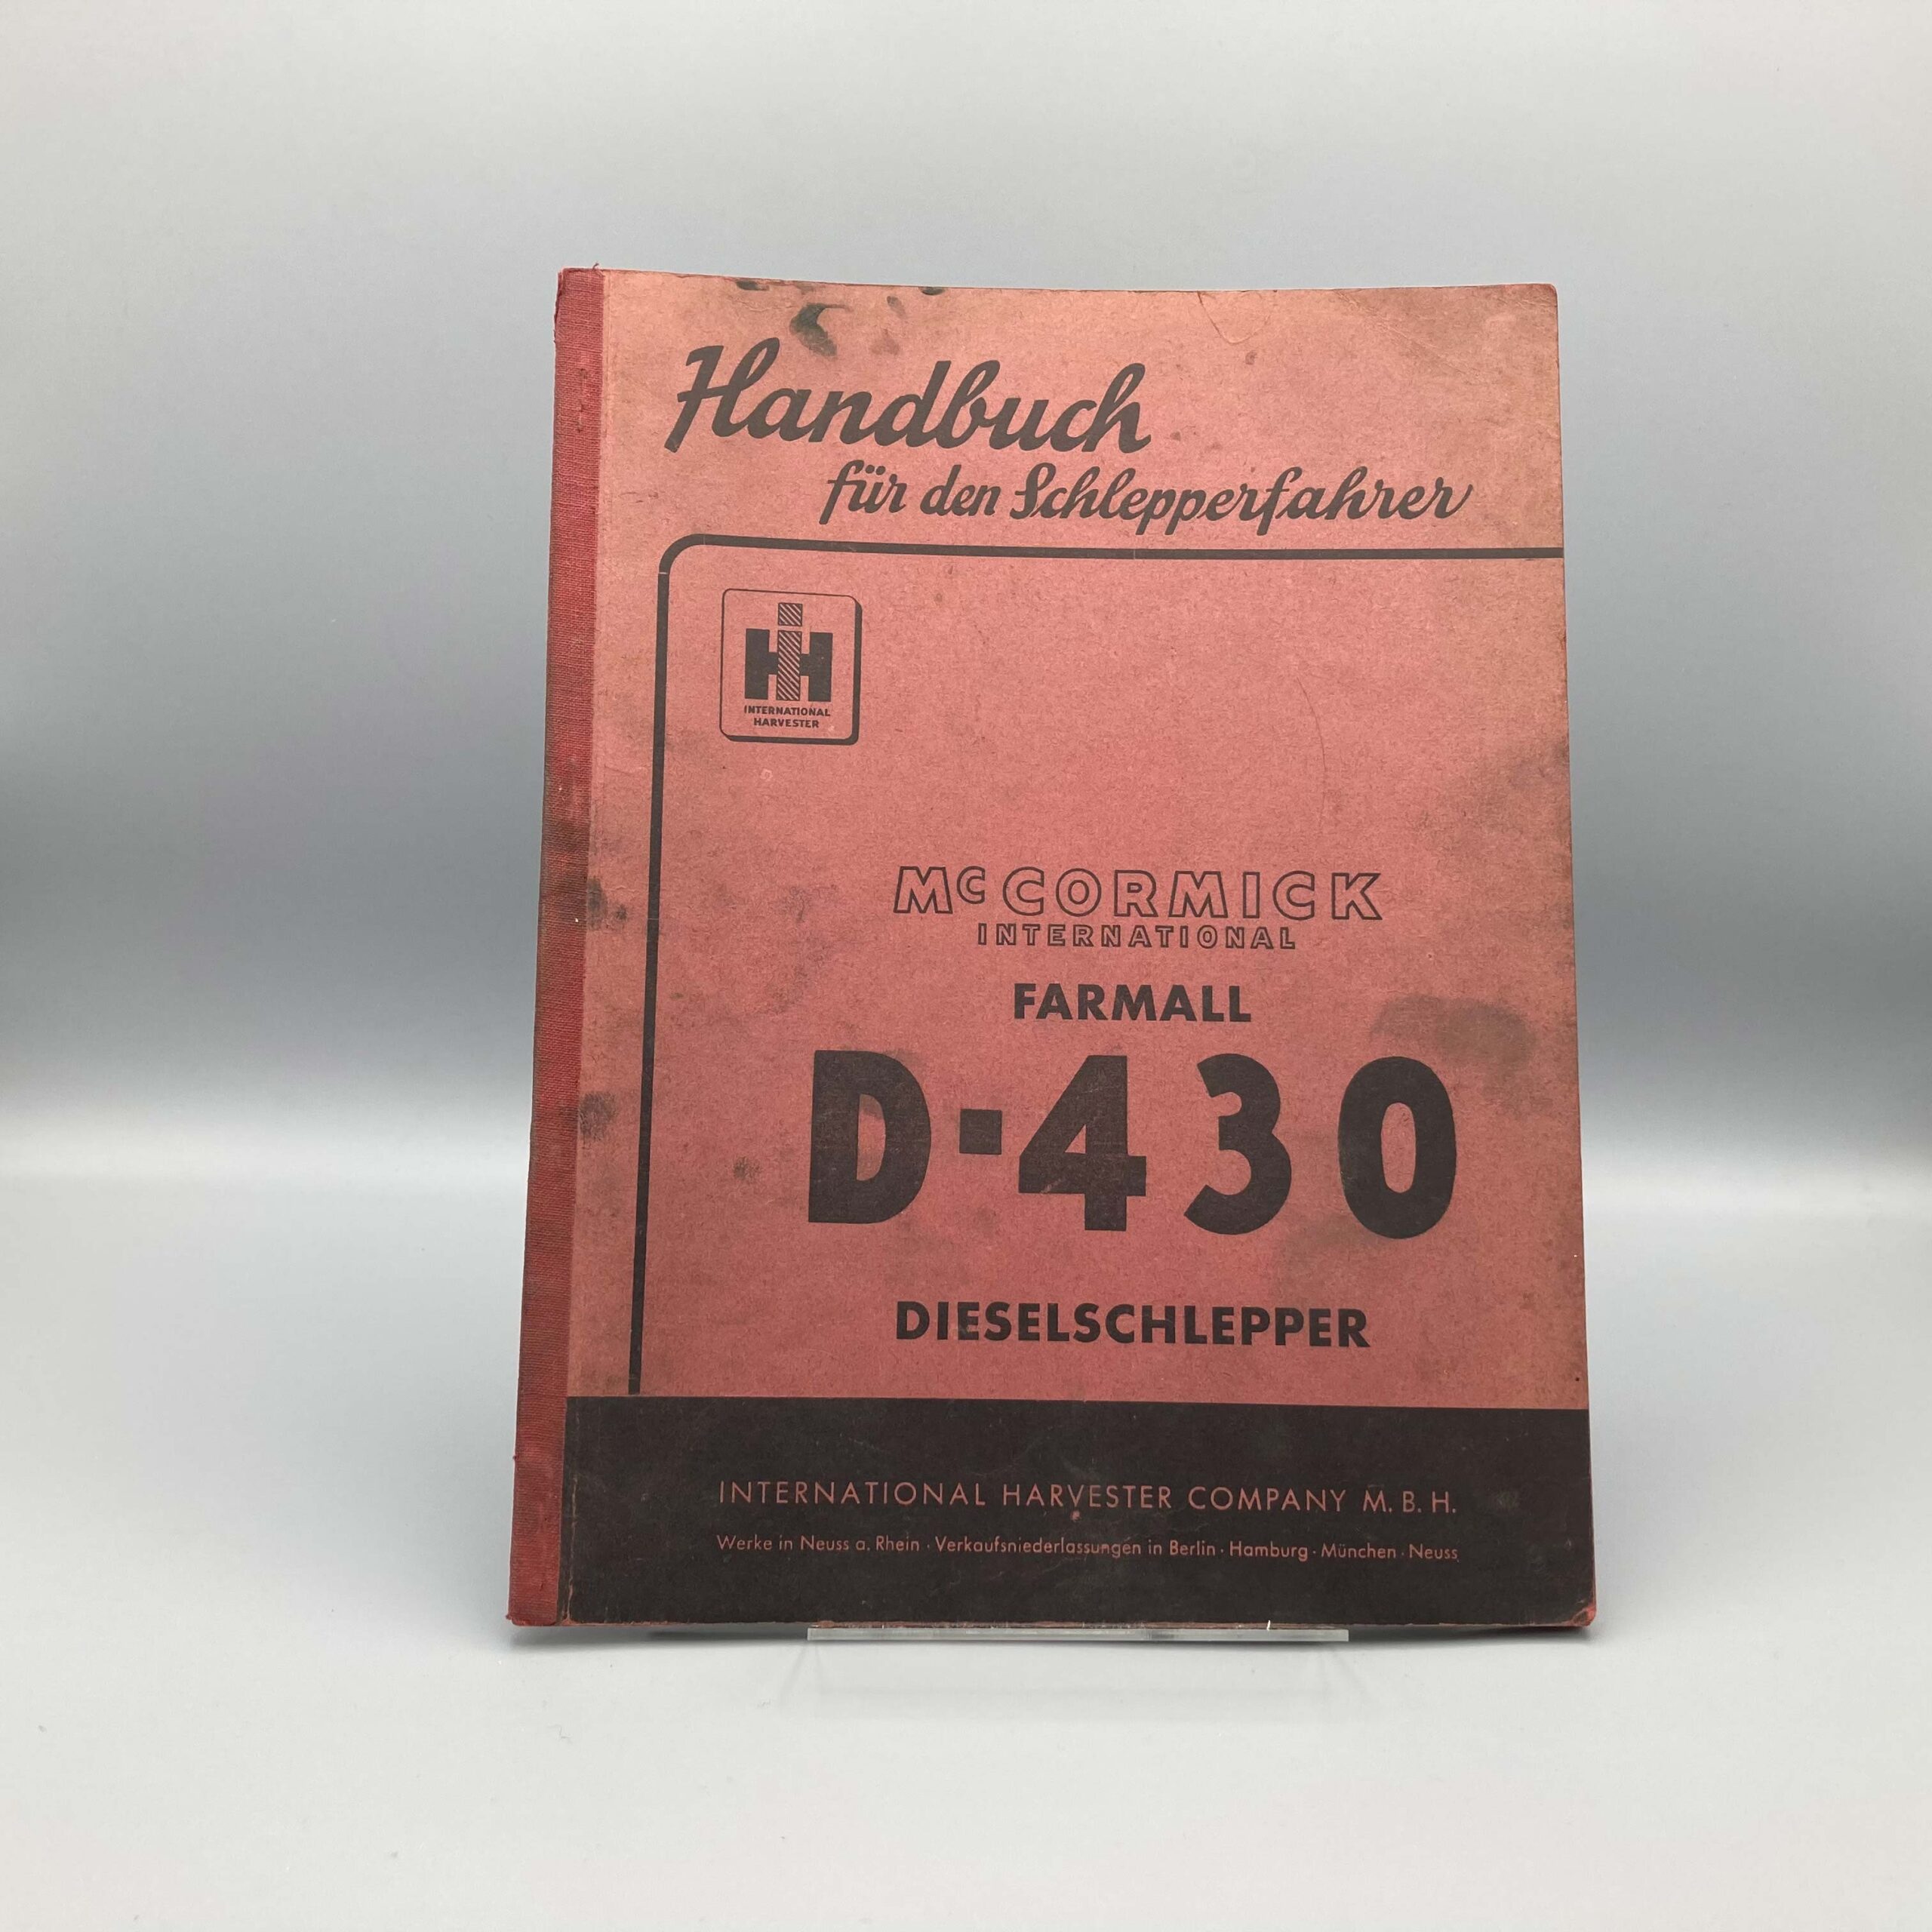 Handbuch
für den Schlepperfahrer
IH
INTERNATIONAL
HARVESTER
McCORMICK
INTERNATIONAL
FARMALL
D-430
DIESELSCHLEPPER
INTERNATIONAL HARVESTER COMPANY M. B. H.
Werke in Neuss a. Rhein · Verkaufsniederlassungen in Berlin · Hamburg · München · Neuss